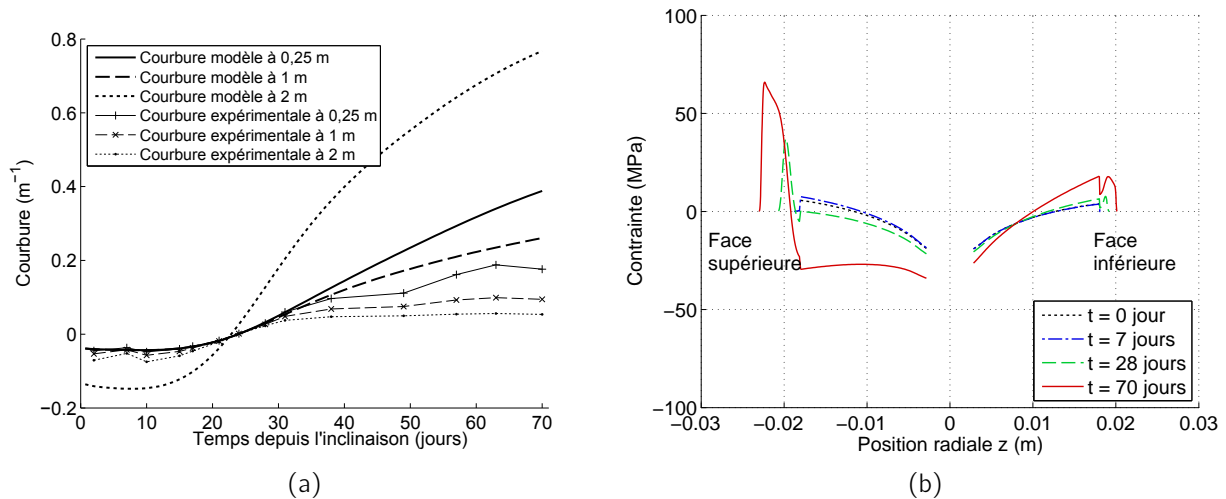 0.8
0.6
0.4
0.2
0
−0.2
Courbure (m⁻¹)
Courbure modèle à 0,25 m
Courbure modèle à 1 m
Courbure modèle à 2 m
Courbure expérimentale à 0,25 m
Courbure expérimentale à 1 m
Courbure expérimentale à 2 m
0 10 20 30 40 50 60 70
Temps depuis l'inclinaison (jours)
(a)
100
50
0
−50
−100
Contrainte (MPa)
Face
supérieure
Face
inférieure
t = 0 jour
t = 7 jours
t = 28 jours
t = 70 jours
−0.03 −0.02 −0.01 0 0.01 0.02 0.03
Position radiale z (m)
(b)